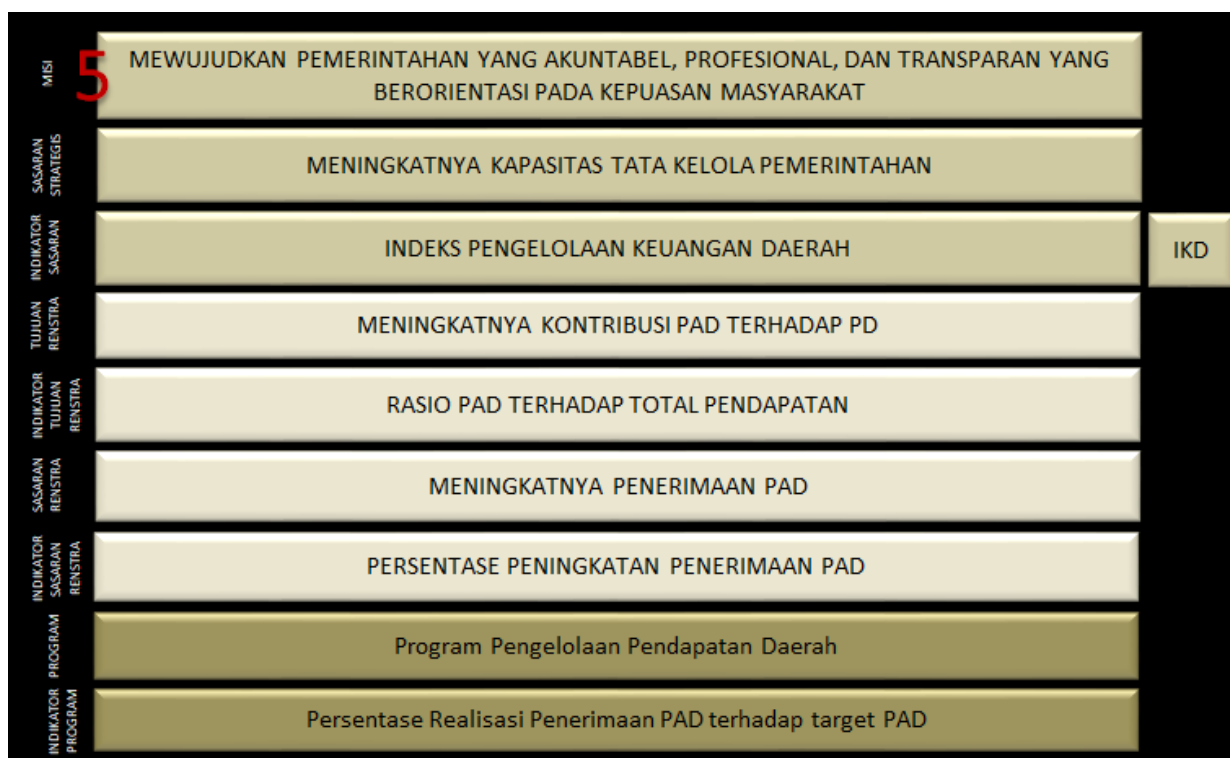 MISI
5
MEWUJUDKAN PEMERINTAHAN YANG AKUNTABEL, PROFESIONAL, DAN TRANSPARAN YANG
BERORIENTASI PADA KEPUASAN MASYARAKAT
SASARAN
STRATEGIS
MENINGKATNYA KAPASITAS TATA KELOLA PEMERINTAHAN
INDIKATOR
SASARAN
INDEKS PENGELOLAAN KEUANGAN DAERAH
IKD
TUJUAN
RENSTRA
MENINGKATNYA KONTRIBUSI PAD TERHADAP PD
INDIKATOR
TUJUAN
RENSTRA
RASIO PAD TERHADAP TOTAL PENDAPATAN
SASARAN
RENSTRA
MENINGKATNYA PENERIMAAN PAD
INDIKATOR
SASARAN
RENSTRA
PERSENTASE PENINGKATAN PENERIMAAN PAD
PROGRAM
Program Pengelolaan Pendapatan Daerah
INDIKATOR
PROGRAM
Persentase Realisasi Penerimaan PAD terhadap target PAD